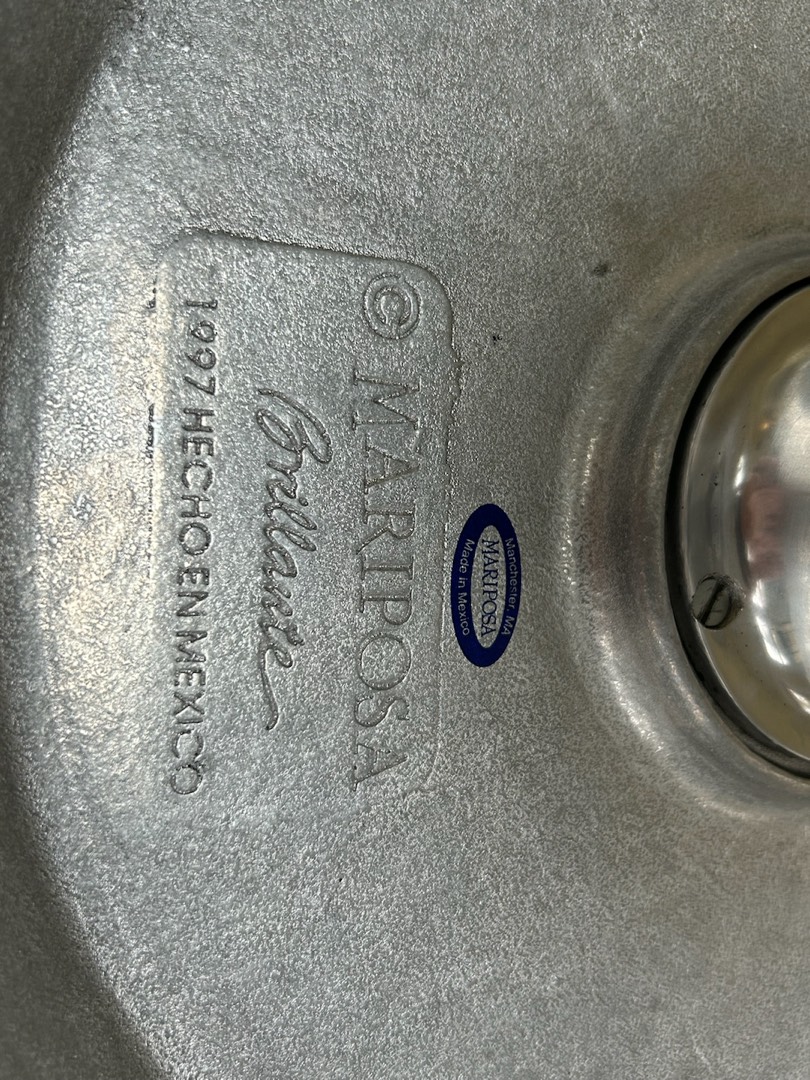 © MARIPOSA
Brillante
1997 HECHO EN MEXICO
Manchester, MA
MARIPOSA
Made in Mexico